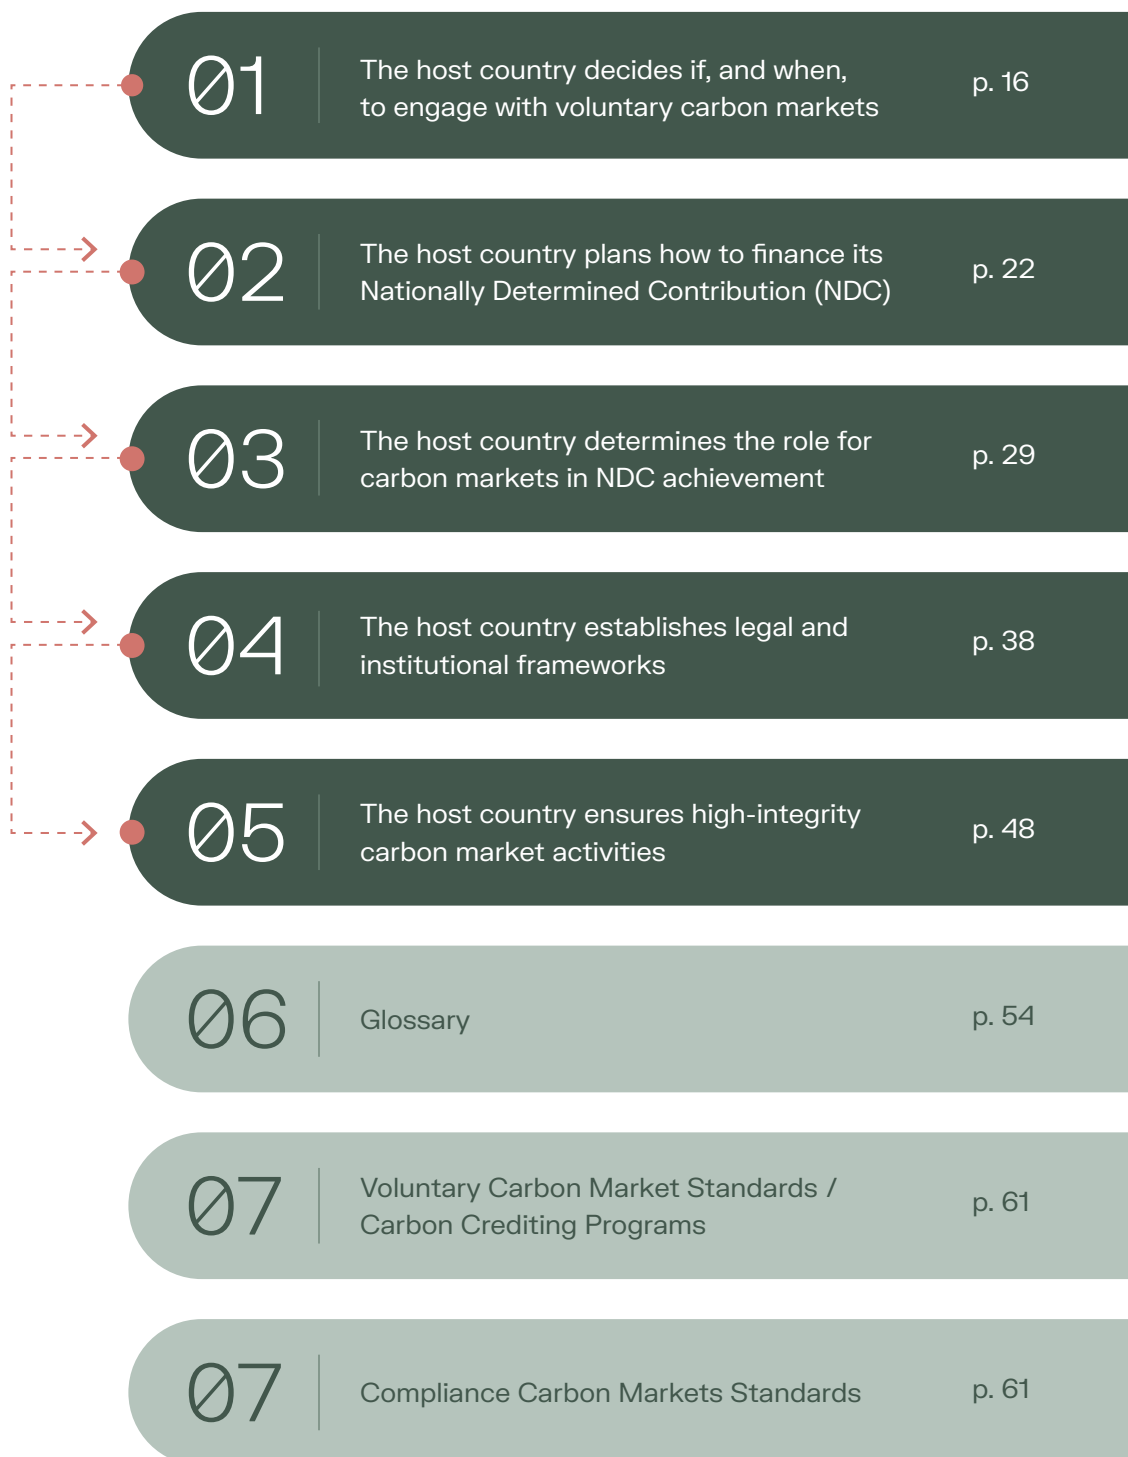 01
The host country decides if, and when,
to engage with voluntary carbon markets
p. 16
02
The host country plans how to finance its
Nationally Determined Contribution (NDC)
p. 22
03
The host country determines the role for
carbon markets in NDC achievement
p. 29
04
The host country establishes legal and
institutional frameworks
p. 38
05
The host country ensures high-integrity
carbon market activities
p. 48
06
Glossary
p. 54
07
Voluntary Carbon Market Standards /
Carbon Crediting Programs
p. 61
07
Compliance Carbon Markets Standards
p. 61